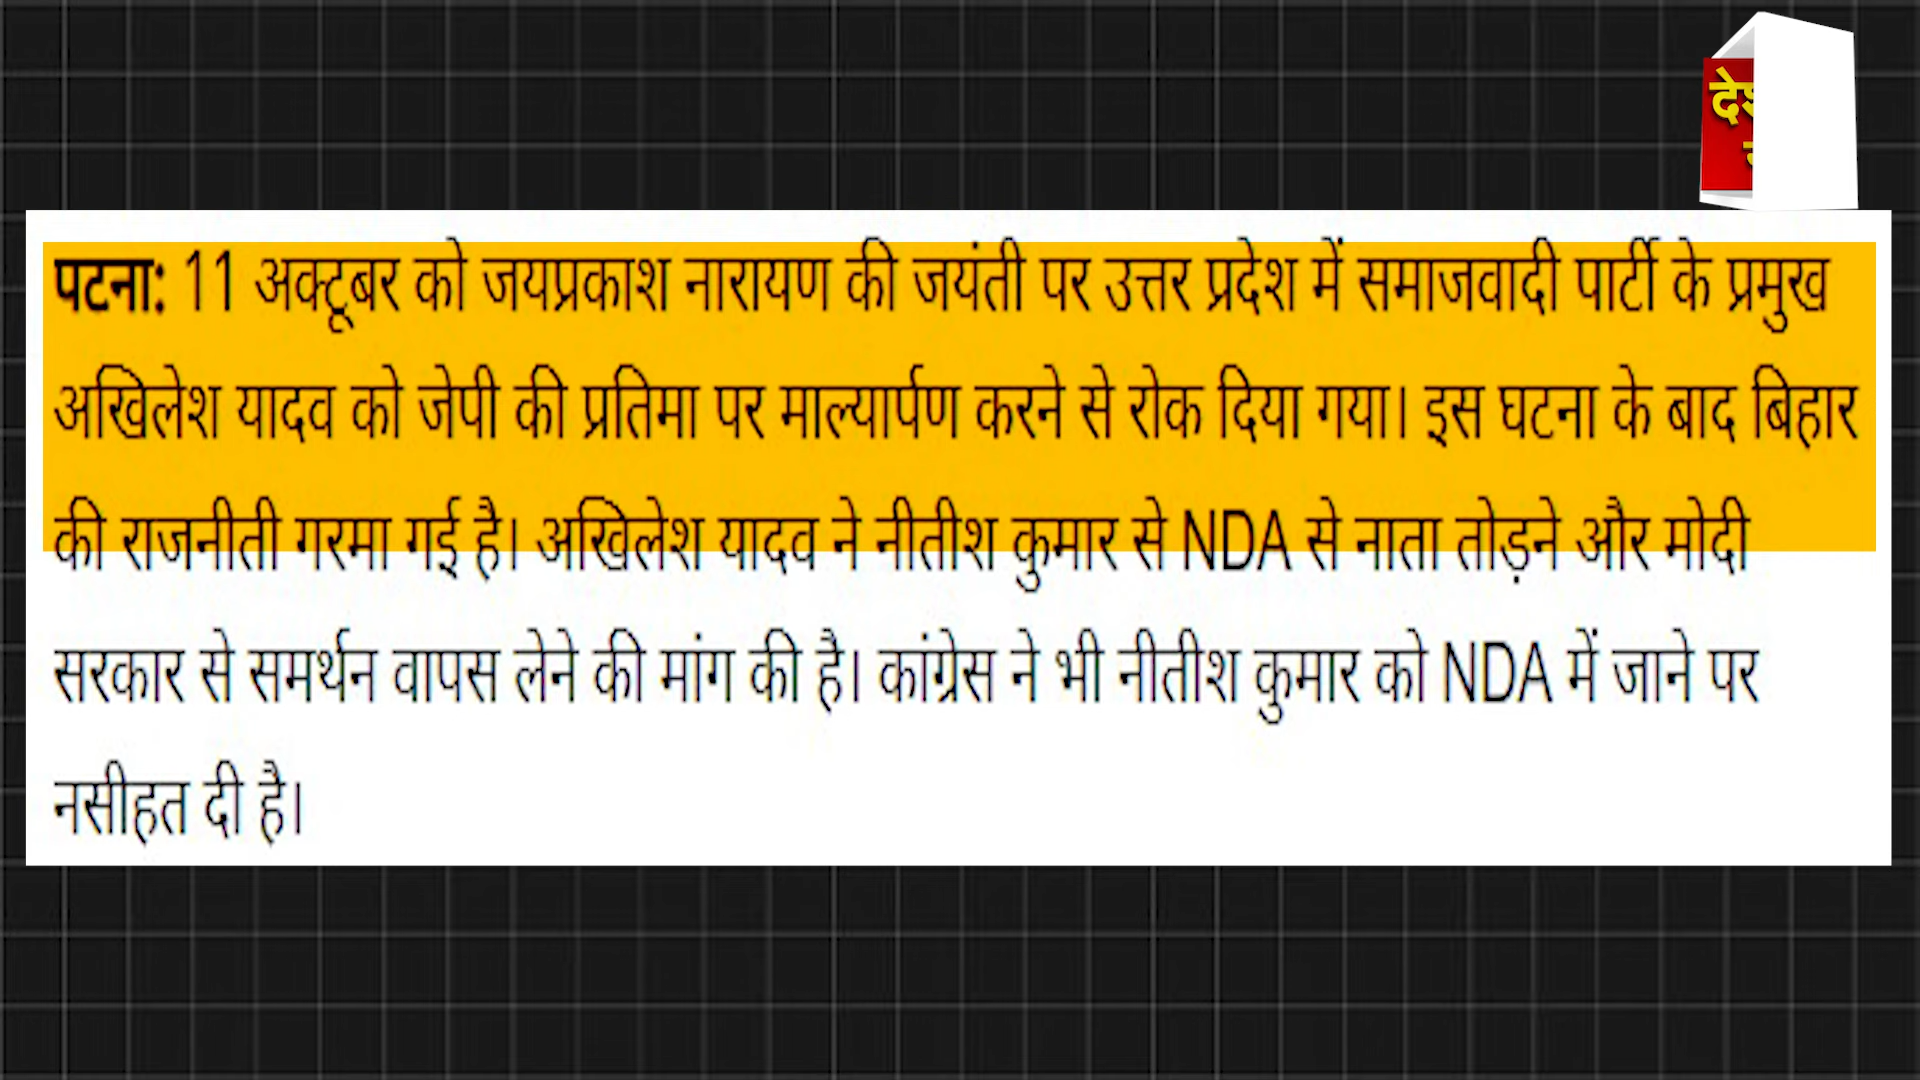 पटना: 11 अक्टूबर को जयप्रकाश नारायण की जयंती पर उत्तर प्रदेश में समाजवादी पार्टी के प्रमुख
अखिलेश यादव को जेपी की प्रतिमा पर माल्यार्पण करने से रोक दिया गया। इस घटना के बाद बिहार
की राजनीती गरमा गई है। अखिलेश यादव ने नीतीश कुमार से NDA से नाता तोड़ने और मोदी
सरकार से समर्थन वापस लेने की मांग की है। कांग्रेस ने भी नीतीश कुमार को NDA में जाने पर
नसीहत दी है।